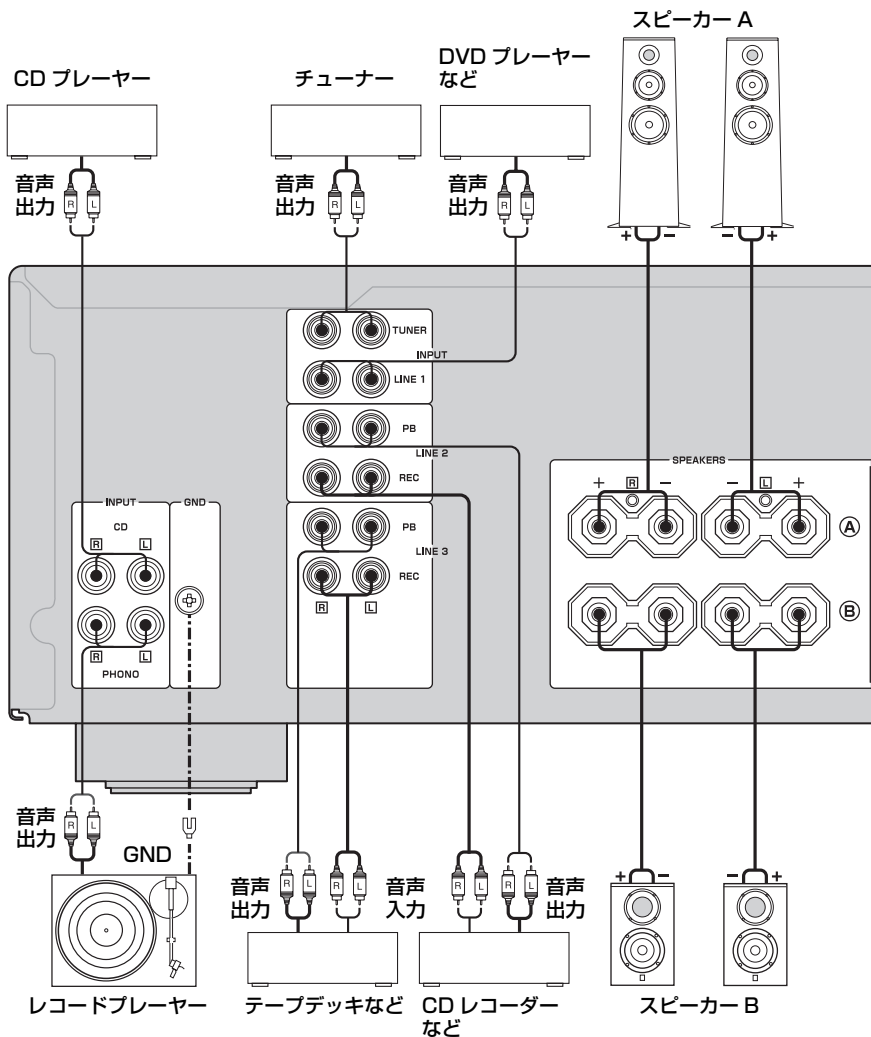 スピーカー A
CD プレーヤー
チューナー
DVD プレーヤー
など
音声
出力
R L
音声
出力
R L
音声
出力
R L
+ − − +
TUNER
INPUT
LINE 1
PB
LINE 2
REC
PB
LINE 3
REC
R L
INPUT
CD
R L
R L
PHONO
GND
SPEAKERS
+ R − − L +
A
B
音声
出力
R L
GND
レコードプレーヤー
音声
出力
R L
R L
音声
入力
テープデッキなど
R L
R L
音声
出力
CD レコーダー
など
+ − − +
スピーカー B